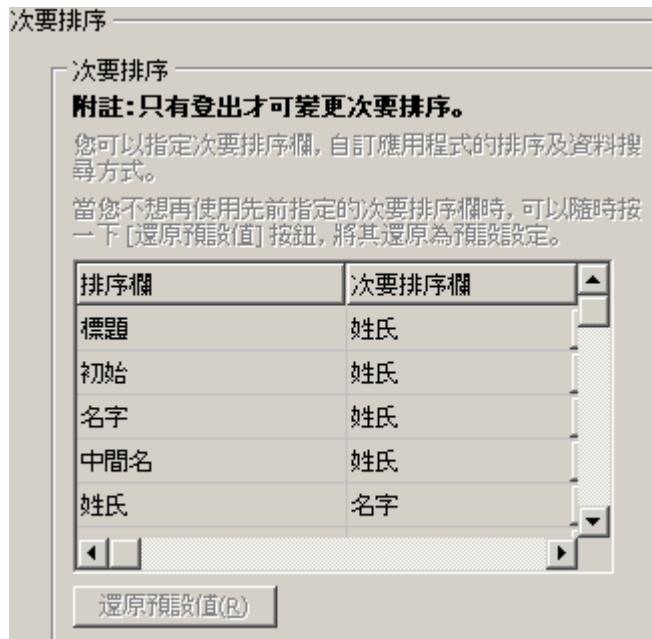 次要排序
次要排序
附註:只有登出才可變更次要排序。
您可以指定次要排序欄, 自訂應用程式的排序及資料搜
尋方式。
當您不想再使用先前指定的次要排序欄時, 可以隨時按
一下 [還原預設值] 按鈕, 將其還原為預設設定。
排序欄 次要排序欄
標題 姓氏
初始 姓氏
名字 姓氏
中間名 姓氏
姓氏 名字
還原預設值(R)